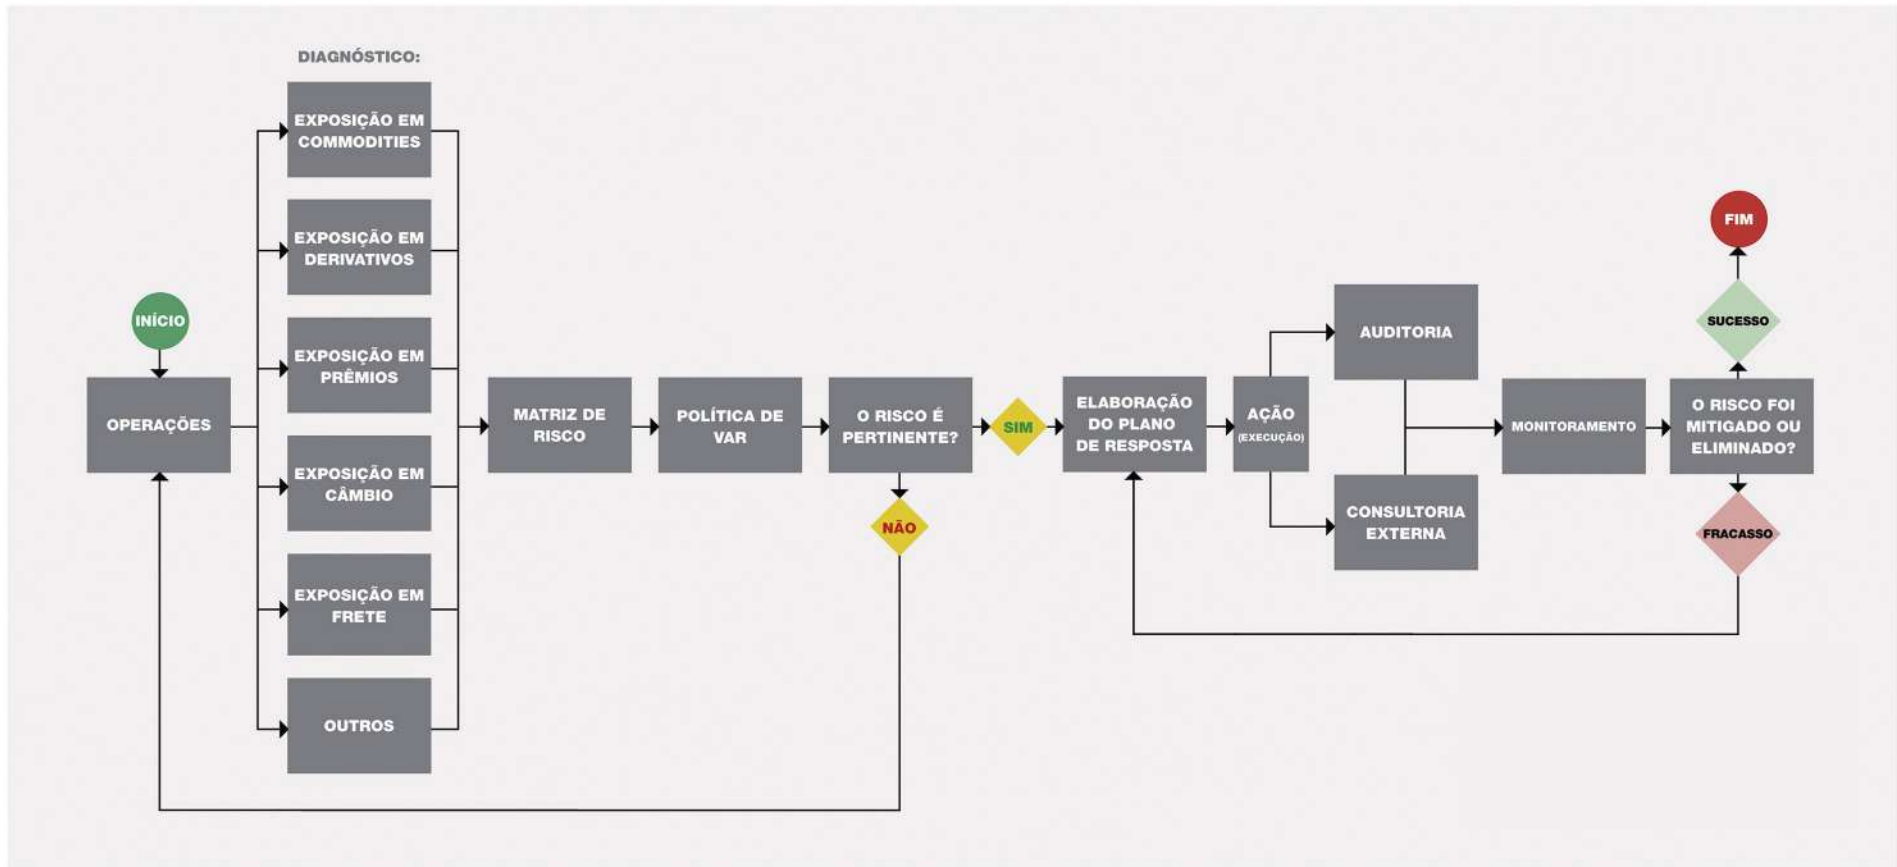 DIAGNÓSTICO:
INÍCIO
OPERAÇÕES
EXPOSIÇÃO EM
COMMODITIES
EXPOSIÇÃO EM
DERIVATIVOS
EXPOSIÇÃO EM
PRÊMIOS
EXPOSIÇÃO EM
CÂMBIO
EXPOSIÇÃO EM
FRETE
OUTROS
MATRIZ DE
RISCO
POLÍTICA DE
VAR
O RISCO É
PERTINENTE?
SIM
NÃO
ELABORAÇÃO
DO PLANO
DE RESPOSTA
AÇÃO
(EXECUÇÃO)
AUDITORIA
CONSULTORIA
EXTERNA
MONITORAMENTO
O RISCO FOI
MITIGADO OU
ELIMINADO?
SUCESSO
FIM
FRACASSO